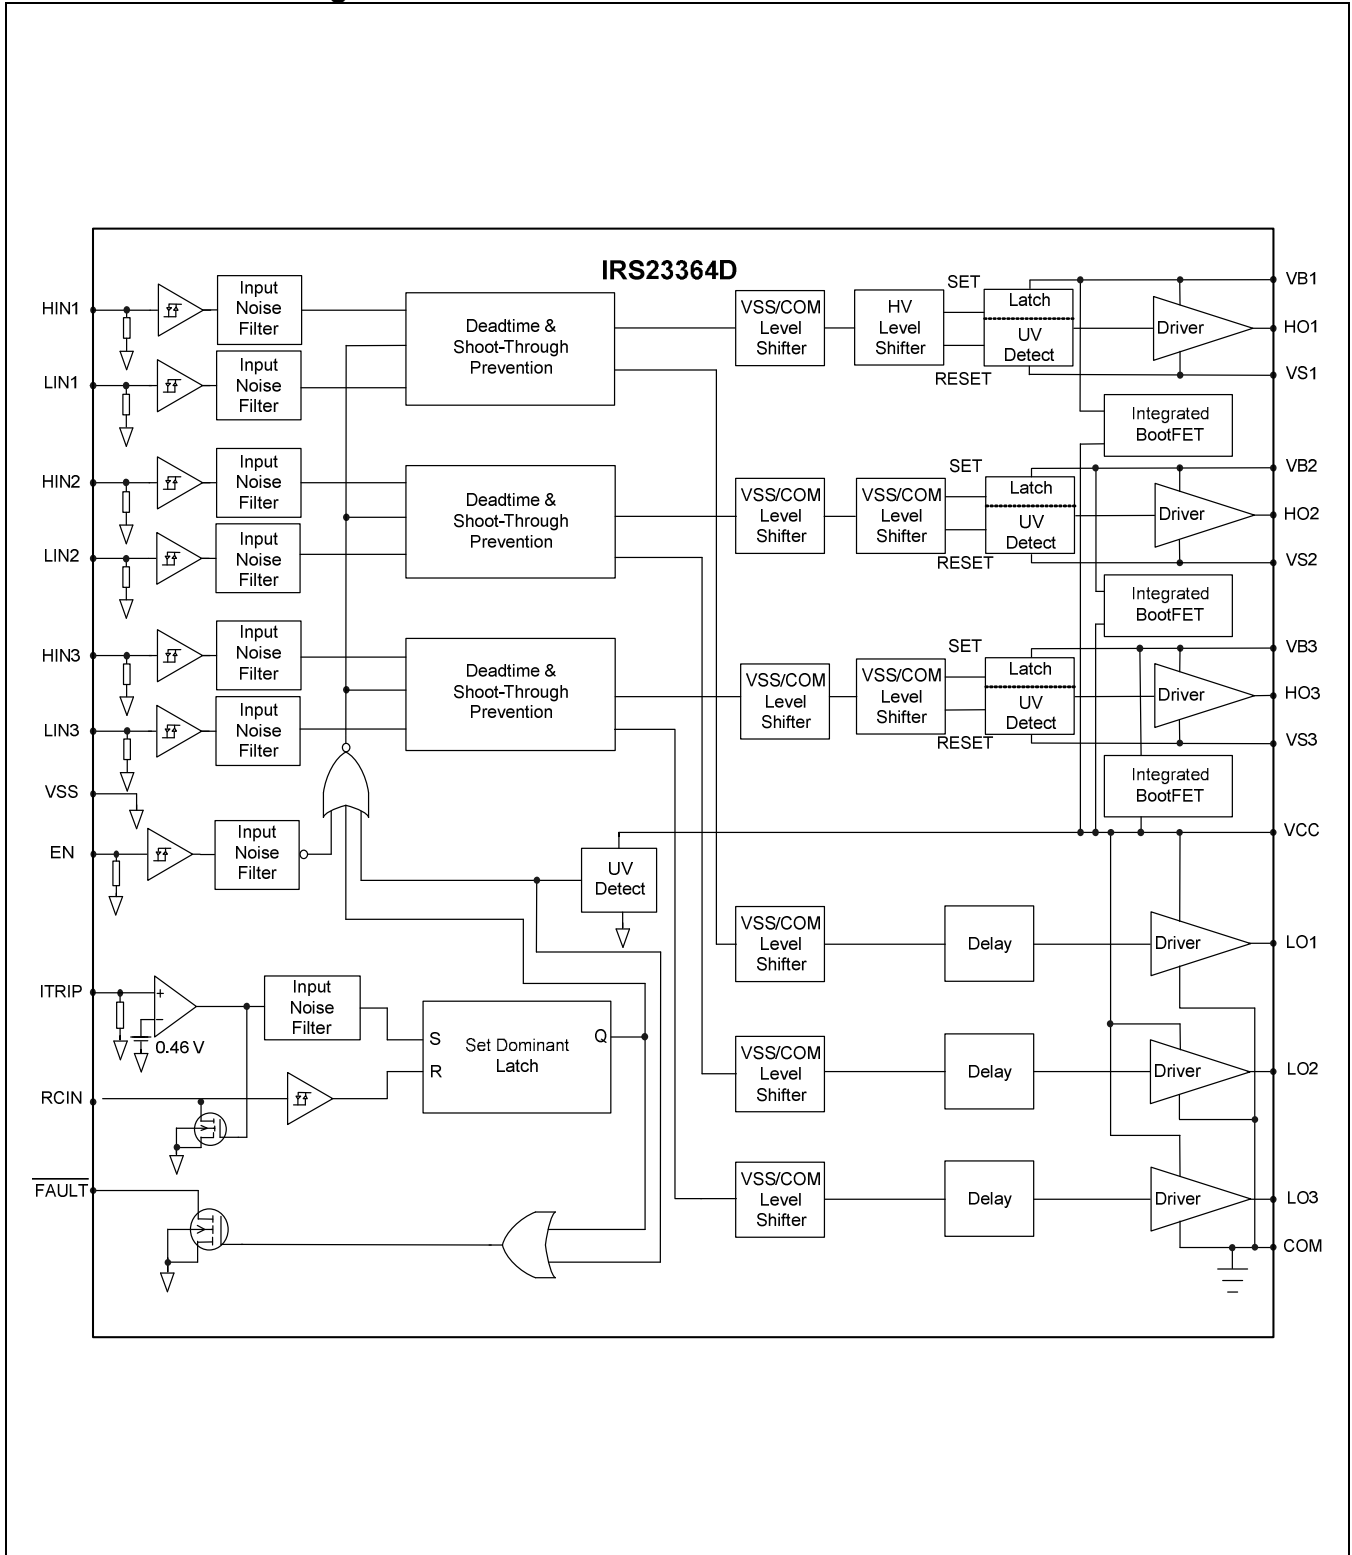 IRS23364D
HIN1
Input
Noise
Filter
LIN1
Input
Noise
Filter
Deadtime &
Shoot-Through
Prevention
VSS/COM
Level
Shifter
HV
Level
Shifter
SET
RESET
Latch
UV
Detect
Driver
VB1
HO1
VS1
Integrated
BootFET
HIN2
Input
Noise
Filter
LIN2
Input
Noise
Filter
Deadtime &
Shoot-Through
Prevention
VSS/COM
Level
Shifter
VSS/COM
Level
Shifter
SET
RESET
Latch
UV
Detect
Driver
VB2
HO2
VS2
Integrated
BootFET
HIN3
Input
Noise
Filter
LIN3
Input
Noise
Filter
Deadtime &
Shoot-Through
Prevention
VSS/COM
Level
Shifter
VSS/COM
Level
Shifter
SET
RESET
Latch
UV
Detect
Driver
VB3
HO3
VS3
Integrated
BootFET
VSS
EN
Input
Noise
Filter
UV
Detect
VCC
VSS/COM
Level
Shifter
Delay
Driver
LO1
ITRIP
+
−
0.46 V
Input
Noise
Filter
S
R
Set Dominant
Latch
Q
RCIN
VSS/COM
Level
Shifter
Delay
Driver
LO2
FAULT
VSS/COM
Level
Shifter
Delay
Driver
LO3
COM